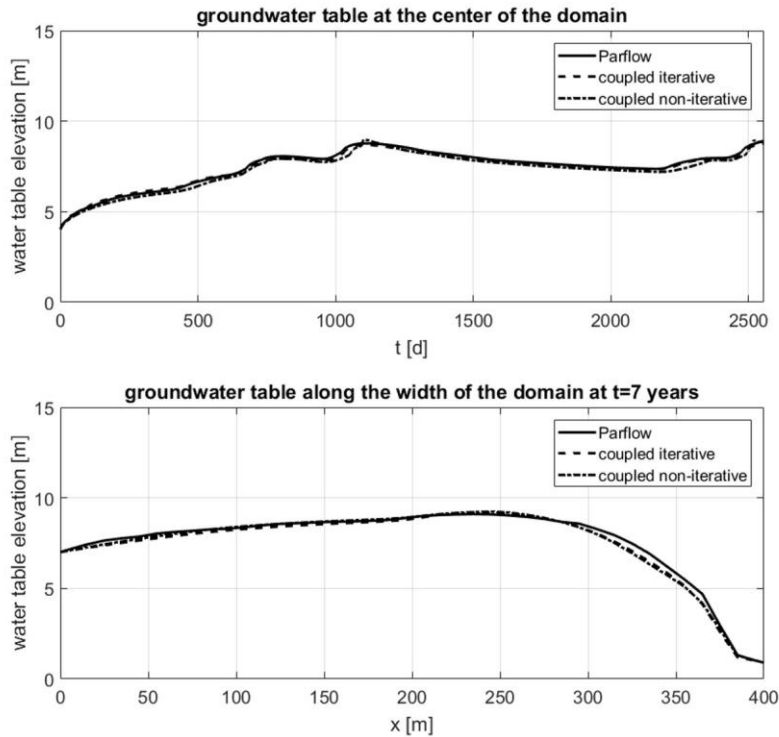 groundwater table at the center of the domain
15
10
5
0
water table elevation [m]
Parflow
coupled iterative
coupled non-iterative
0 500 1000 1500 2000 2500
t [d]
groundwater table along the width of the domain at t=7 years
15
10
5
0
water table elevation [m]
Parflow
coupled iterative
coupled non-iterative
0 50 100 150 200 250 300 350 400
x [m]